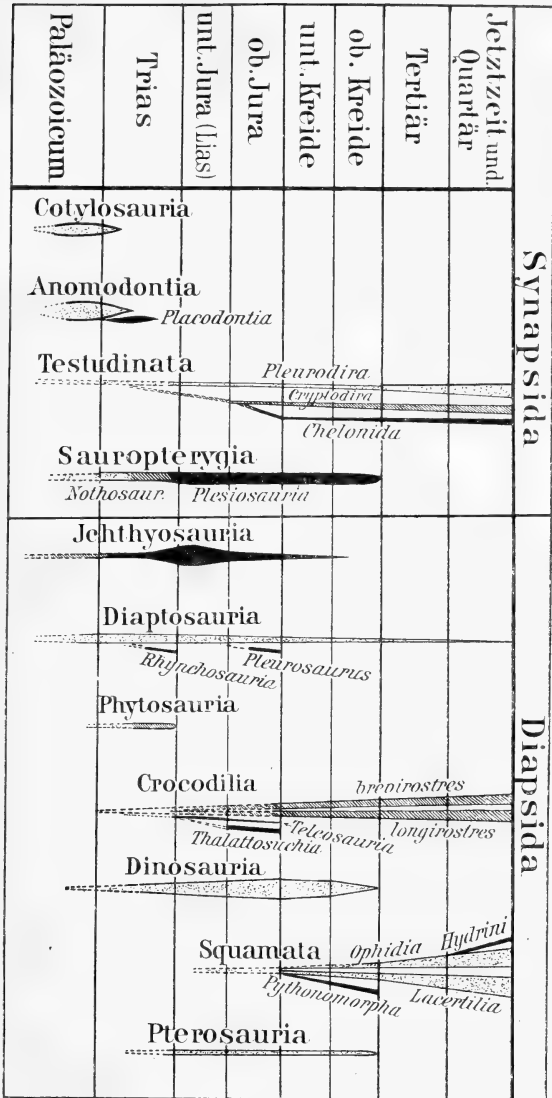 Paläozoicum
Trias
unt. Jura (Lias)
ob. Jura
unt. Kreide
ob. Kreide
Tertiär
Jetztzeit und.
Quartär
Synapsida
Cotylosauria
Anomodontia
Placodontia
Testudinata
Pleurodira
Cryptodira
Chelonida
Sauropterygia
Nothosaur. Plesiosauria
Diapsida
Jchthyosauria
Diaptosauria
Rhynchosauria
Pleurosaurus
Phytosauria
Crocodilia
brevirostres
Teleosauria
longirostres
Thalattosuchia
Dinosauria
Squamata
Ophidia
Hydrini
Pythonomorpha
Lacertilia
Pterosauria